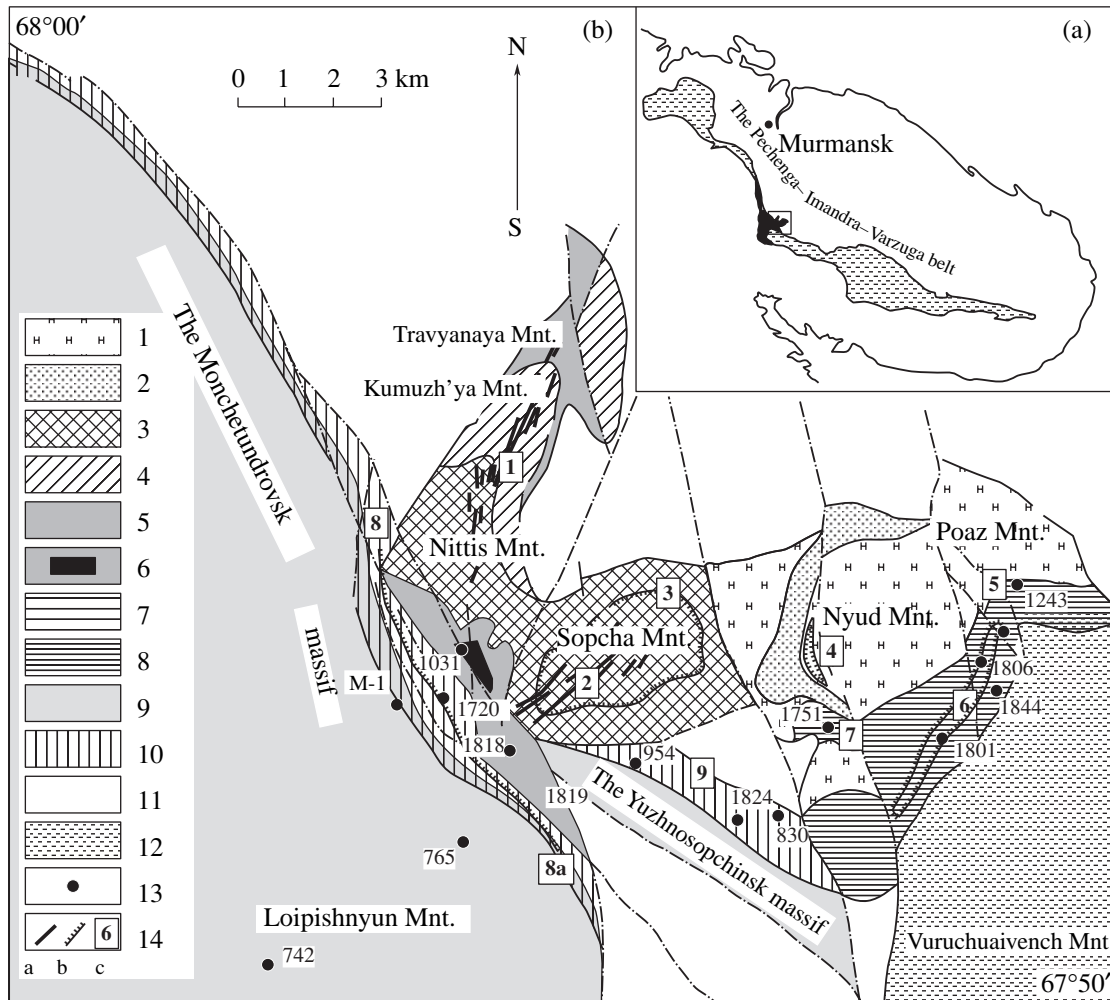 68°00′
(b)
(a)
N
0 1 2 3 km
S
Murmansk
The Pechenga–Imandra–Varzuga belt
The Monchetundrovsk
massif
Travyanaya Mnt.
Kumuzh'ya Mnt.
1
8
Nittis Mnt.
Poaz Mnt.
5
1243
3
Sopcha Mnt
Nyud Mnt.
4
1031
2
1806
M-1
1720
1751
7
6
1844
1818
954
9
1801
1819
1824
The Yuzhnosopchinsk massif
830
765
8a
Loipishnyun Mnt.
742
Vuruchuaivench Mnt
67°50′
1
2
3
4
5
6
7
8
9
10
11
12
13
6
14
a b c